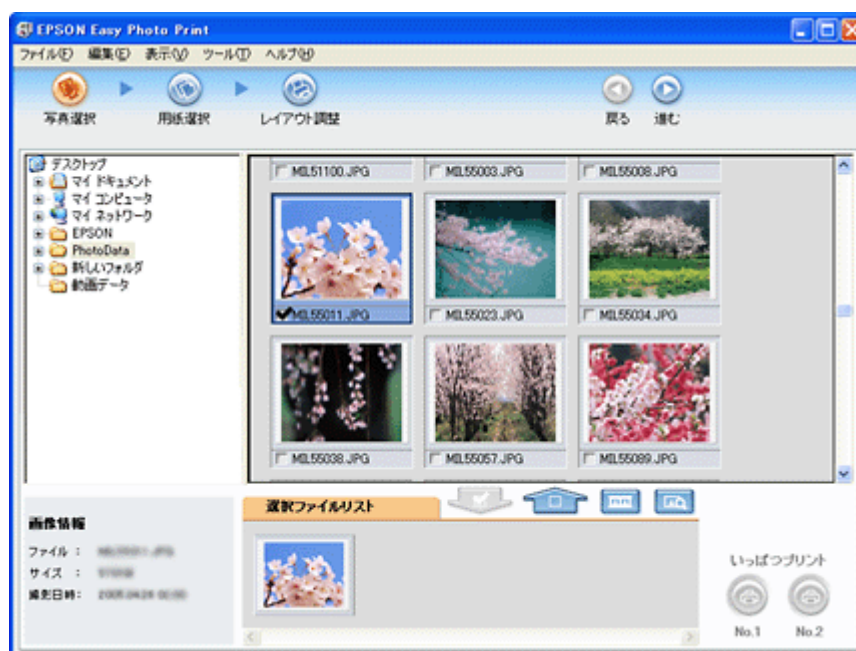 EPSON Easy Photo Print
ファイル(F) 編集(E) 表示(V) ツール(T) ヘルプ(H)
写真選択 用紙選択 レイアウト調整 戻る 進む
デスクトップ
マイ ドキュメント
マイ コンピュータ
マイ ネットワーク
EPSON
PhotoData
新しいフォルダ
動画データ
MIL51100.JPG MIL55003.JPG MIL55008.JPG
MIL55011.JPG MIL55023.JPG MIL55034.JPG
MIL55038.JPG MIL55057.JPG MIL55089.JPG
選択ファイルリスト
画像情報
ファイル :
サイズ :
撮影日時:
いっぱつプリント
No.1 No.2